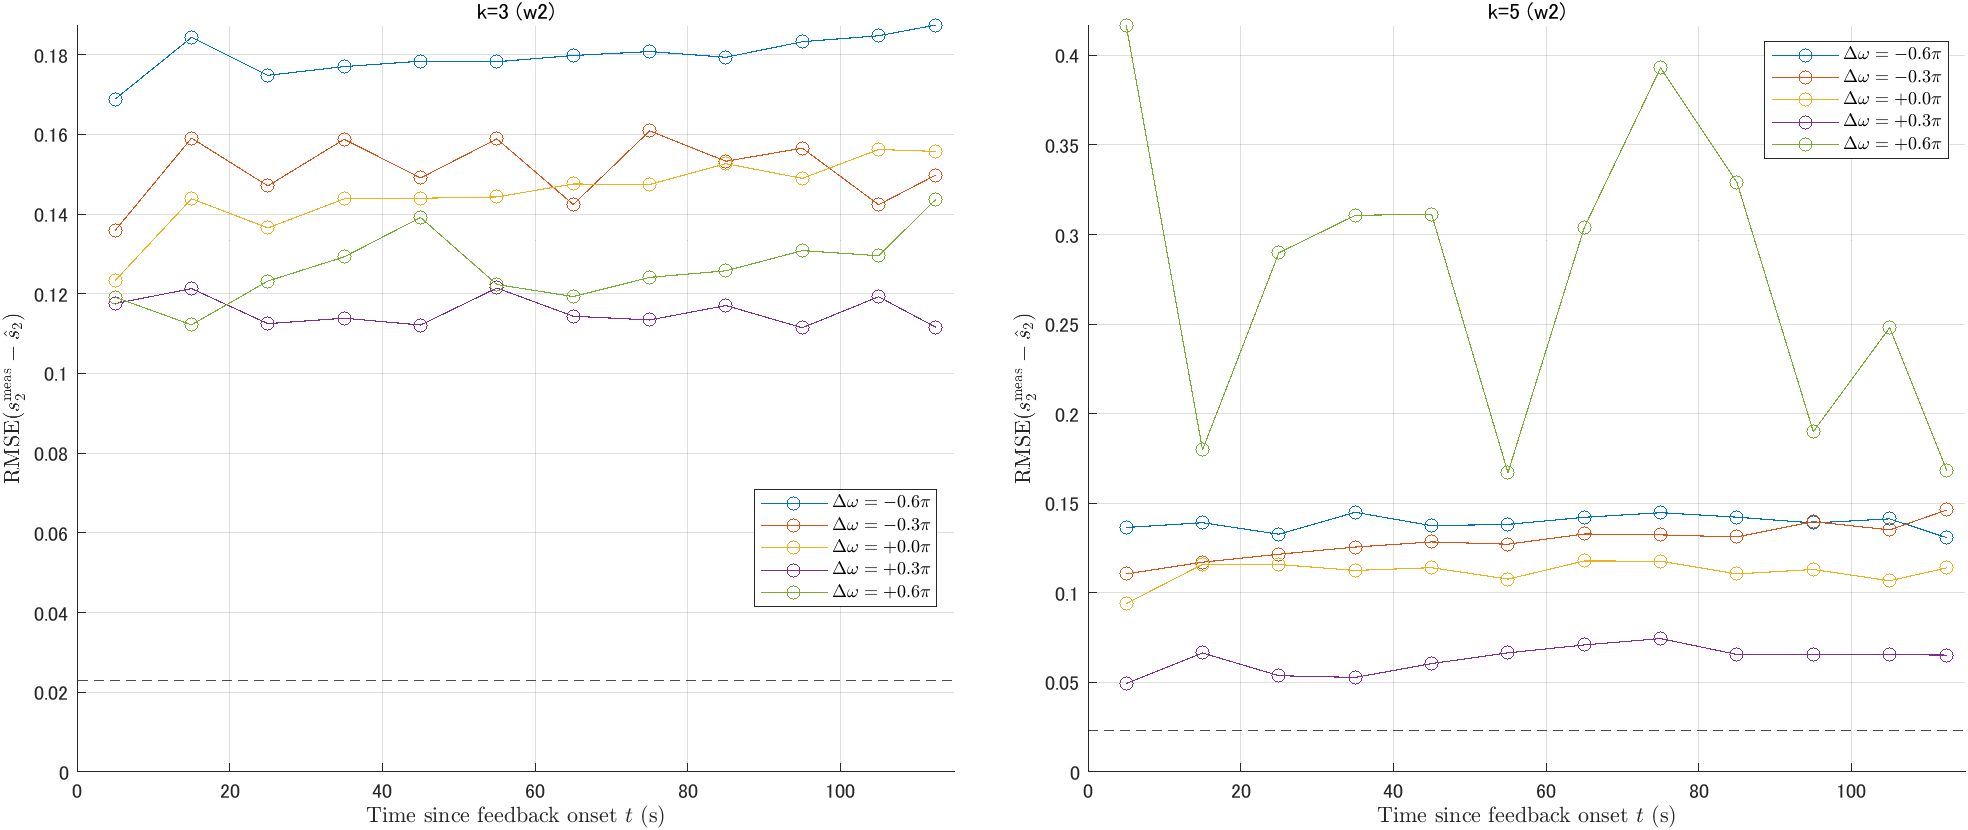 k=3 (w2)
RMSE(s₂ᵐᵉᵃˢ − ŝ₂)
0.18
0.16
0.14
0.12
0.1
0.08
0.06
0.04
0.02
0
Δω = −0.6π
Δω = −0.3π
Δω = +0.0π
Δω = +0.3π
Δω = +0.6π
0 20 40 60 80 100
Time since feedback onset t (s)
k=5 (w2)
RMSE(s₂ᵐᵉᵃˢ − ŝ₂)
0.4
0.35
0.3
0.25
0.2
0.15
0.1
0.05
0
Δω = −0.6π
Δω = −0.3π
Δω = +0.0π
Δω = +0.3π
Δω = +0.6π
0 20 40 60 80 100
Time since feedback onset t (s)